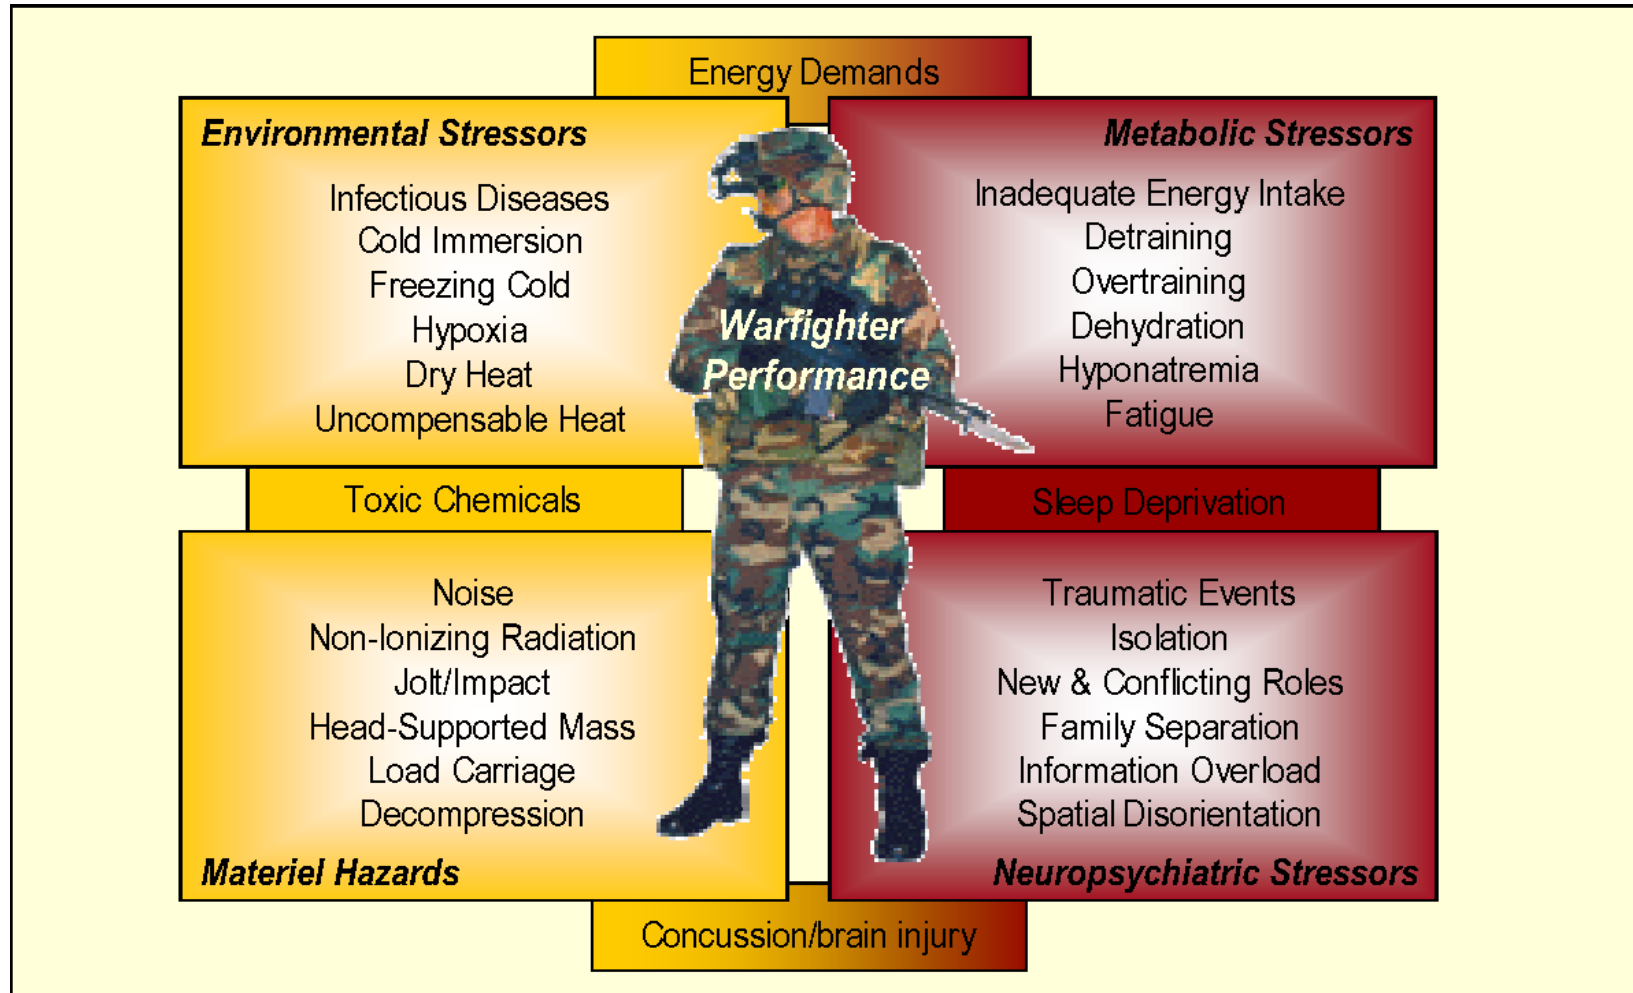 Energy Demands
Environmental Stressors
Infectious Diseases
Cold Immersion
Freezing Cold
Hypoxia
Dry Heat
Uncompensable Heat
Metabolic Stressors
Inadequate Energy Intake
Detraining
Overtraining
Dehydration
Hyponatremia
Fatigue
Warfighter
Performance
Toxic Chemicals
Sleep Deprivation
Noise
Non-Ionizing Radiation
Jolt/Impact
Head-Supported Mass
Load Carriage
Decompression
Materiel Hazards
Traumatic Events
Isolation
New & Conflicting Roles
Family Separation
Information Overload
Spatial Disorientation
Neuropsychiatric Stressors
Concussion/brain injury